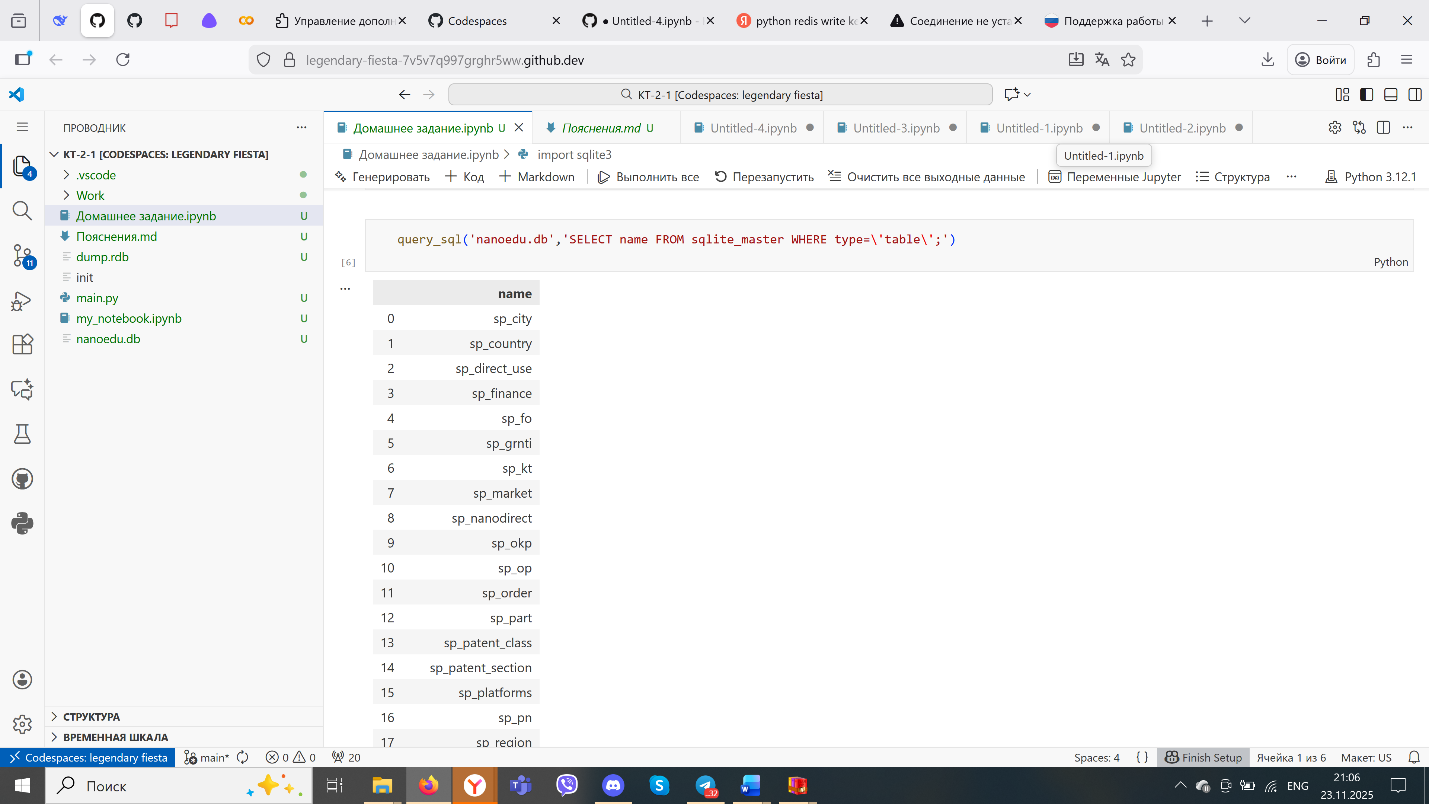 Управление дополн
Codespaces
● Untitled-4.ipynb -
python redis write ke
Соединение не уста
Поддержка работы
legendary-fiesta-7v5v7q997grghr5ww.github.dev
Войти
KT-2-1 [Codespaces: legendary fiesta]
ПРОВОДНИК
KT-2-1 [CODESPACES: LEGENDARY FIESTA]
.vscode
Work
Домашнее задание.ipynb U
Пояснения.md U
dump.rdb U
init
main.py U
my_notebook.ipynb U
nanoedu.db U
СТРУКТУРА
ВРЕМЕННАЯ ШКАЛА
4
11
Домашнее задание.ipynb U
Пояснения.md U
Untitled-4.ipynb
Untitled-3.ipynb
Untitled-1.ipynb
Untitled-2.ipynb
Домашнее задание.ipynb > import sqlite3
Untitled-1.ipynb
Генерировать + Код + Markdown Выполнить все Перезапустить Очистить все выходные данные Переменные Jupyter Структура ··· Python 3.12.1
query_sql('nanoedu.db','SELECT name FROM sqlite_master WHERE type=\'table\';')
[6]
Python
name
0 sp_city
1 sp_country
2 sp_direct_use
3 sp_finance
4 sp_fo
5 sp_grnti
6 sp_kt
7 sp_market
8 sp_nanodirect
9 sp_okp
10 sp_op
11 sp_order
12 sp_part
13 sp_patent_class
14 sp_patent_section
15 sp_platforms
16 sp_pn
17 sp_region
Codespaces: legendary fiesta main* 0 0 20 Spaces: 4 { } Finish Setup Ячейка 1 из 6 Макет: US
Поиск
32
ENG
21:06
23.11.2025